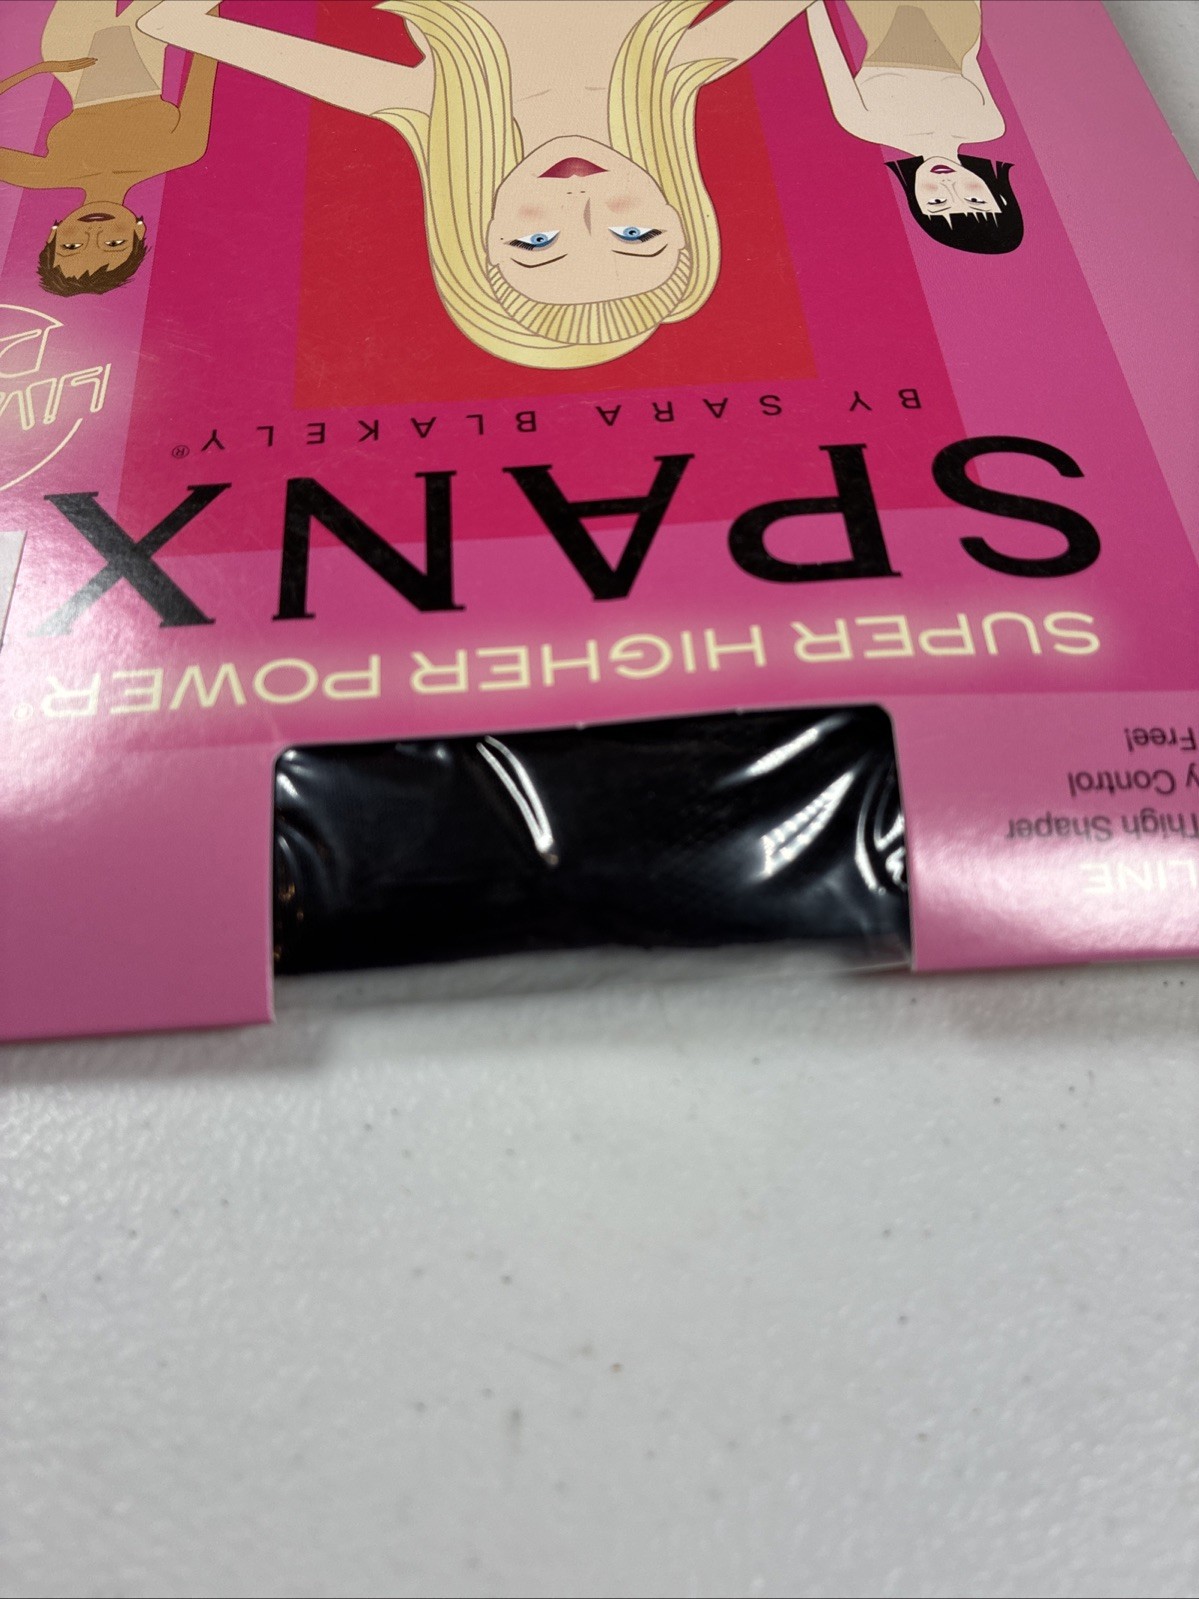 LINE
Thigh Shaper
y Control
Free!
SUPER HIGHER POWER®
SPANX
BY SARA BLAKELY®